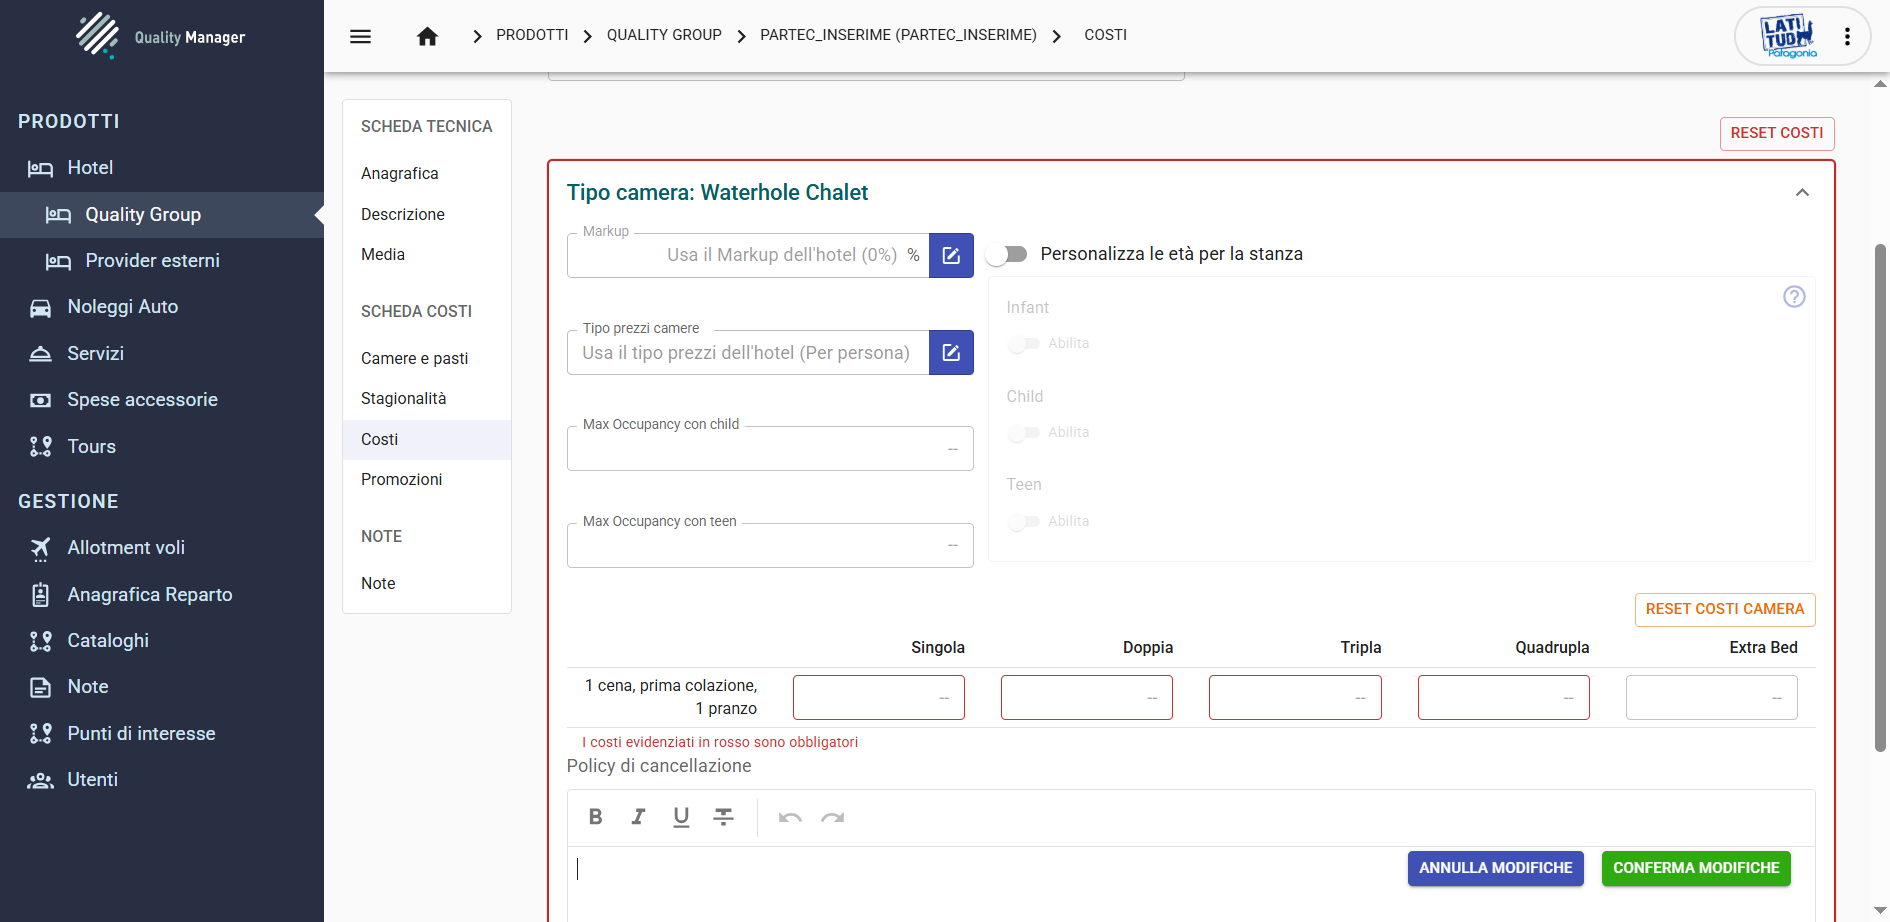 Quality Manager
PRODOTTI
QUALITY GROUP
PARTEC_INSERIME (PARTEC_INSERIME)
COSTI
LATI
TUD
Patagonia
PRODOTTI
Hotel
Quality Group
Provider esterni
Noleggi Auto
Servizi
Spese accessorie
Tours
GESTIONE
Allotment voli
Anagrafica Reparto
Cataloghi
Note
Punti di interesse
Utenti
SCHEDA TECNICA
Anagrafica
Descrizione
Media
SCHEDA COSTI
Camere e pasti
Stagionalità
Costi
Promozioni
NOTE
Note
RESET COSTI
Tipo camera: Waterhole Chalet
Markup
Usa il Markup dell'hotel (0%) %
Tipo prezzi camere
Usa il tipo prezzi dell'hotel (Per persona)
Max Occupancy con child
--
Max Occupancy con teen
--
Personalizza le età per la stanza
Infant
Abilita
Child
Abilita
Teen
Abilita
RESET COSTI CAMERA
Singola Doppia Tripla Quadrupla Extra Bed
1 cena, prima colazione,
1 pranzo
-- -- -- -- --
I costi evidenziati in rosso sono obbligatori
Policy di cancellazione
ANNULLA MODIFICHE
CONFERMA MODIFICHE